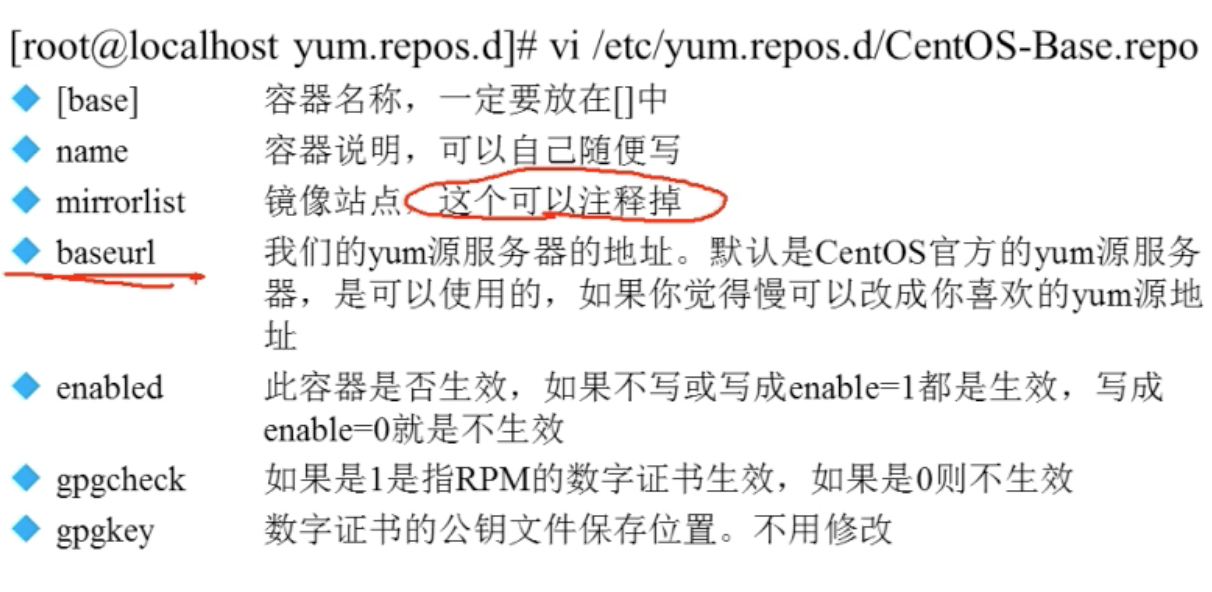 [root@localhost yum.repos.d]# vi /etc/yum.repos.d/CentOS-Base.repo
[base] 容器名称，一定要放在[]中
name 容器说明，可以自己随便写
mirrorlist 镜像站点，这个可以注释掉
baseurl 我们的yum源服务器的地址。默认是CentOS官方的yum源服务
器，是可以使用的，如果你觉得慢可以改成你喜欢的yum源地
址
enabled 此容器是否生效，如果不写或写成enable=1都是生效，写成
enable=0就是不生效
gpgcheck 如果是1是指RPM的数字证书生效，如果是0则不生效
gpgkey 数字证书的公钥文件保存位置。不用修改